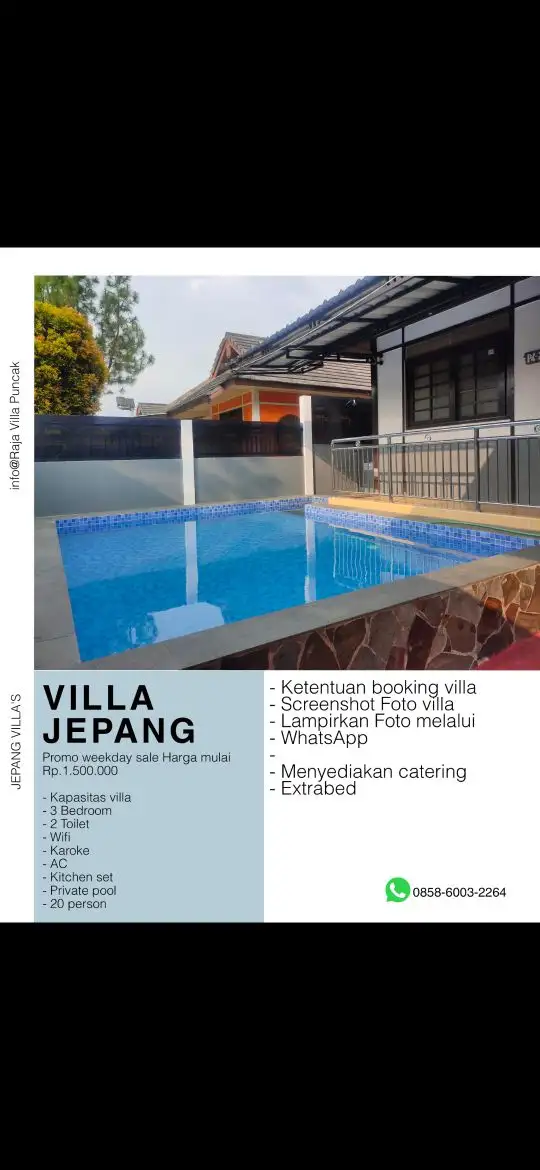 info@Raja Villa Puncak
JEPANG VILLA'S
VILLA
JEPANG
Promo weekday sale Harga mulai
Rp.1.500.000
- Kapasitas villa
- 3 Bedroom
- 2 Toilet
- Wifi
- Karoke
- AC
- Kitchen set
- Private pool
- 20 person
- Ketentuan booking villa
- Screenshot Foto villa
- Lampirkan Foto melalui
- WhatsApp
-
- Menyediakan catering
- Extrabed
0858-6003-2264